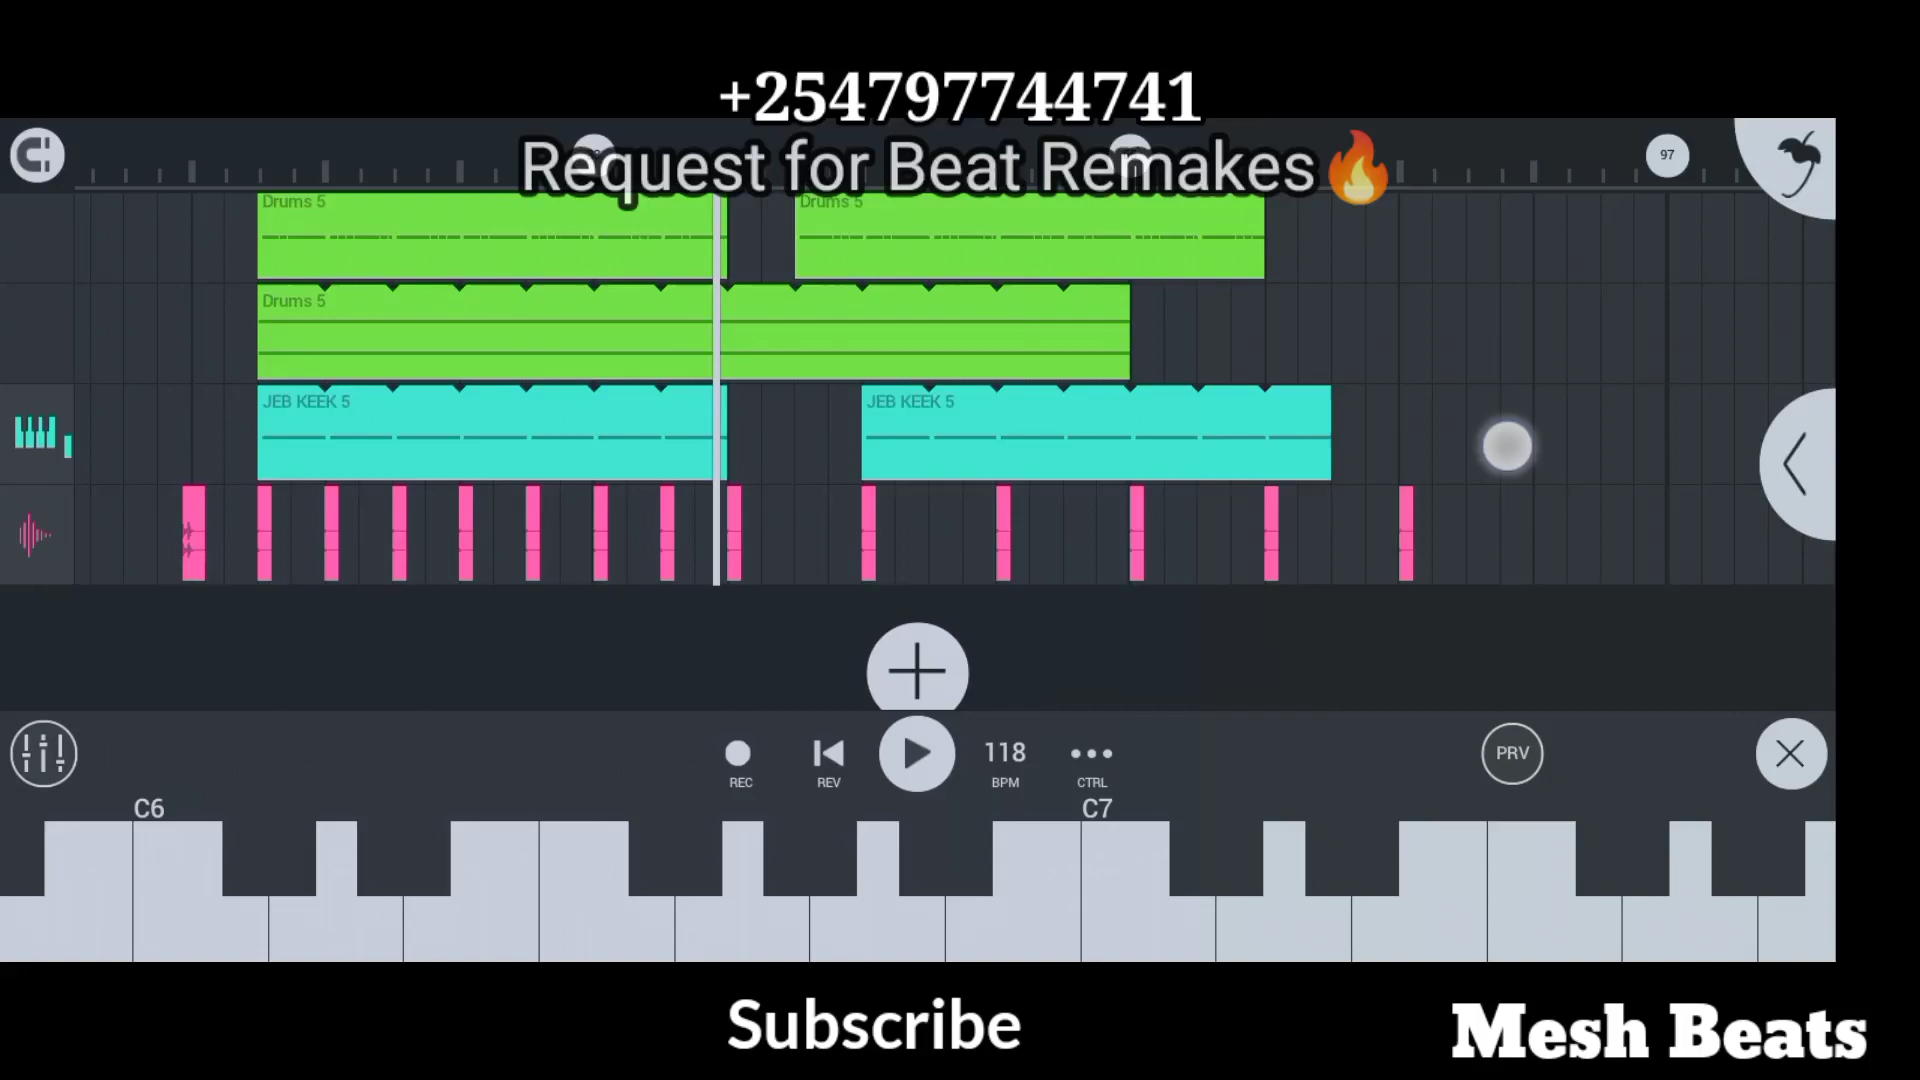 +254797744741
Request for Beat Remakes🔥
97
Drums 5
Drums 5
Drums 5
JEB KEEK 5
JEB KEEK 5
118
PRV
REC
REV
BPM
CTRL
C6
C7
Subscribe
Mesh Beats